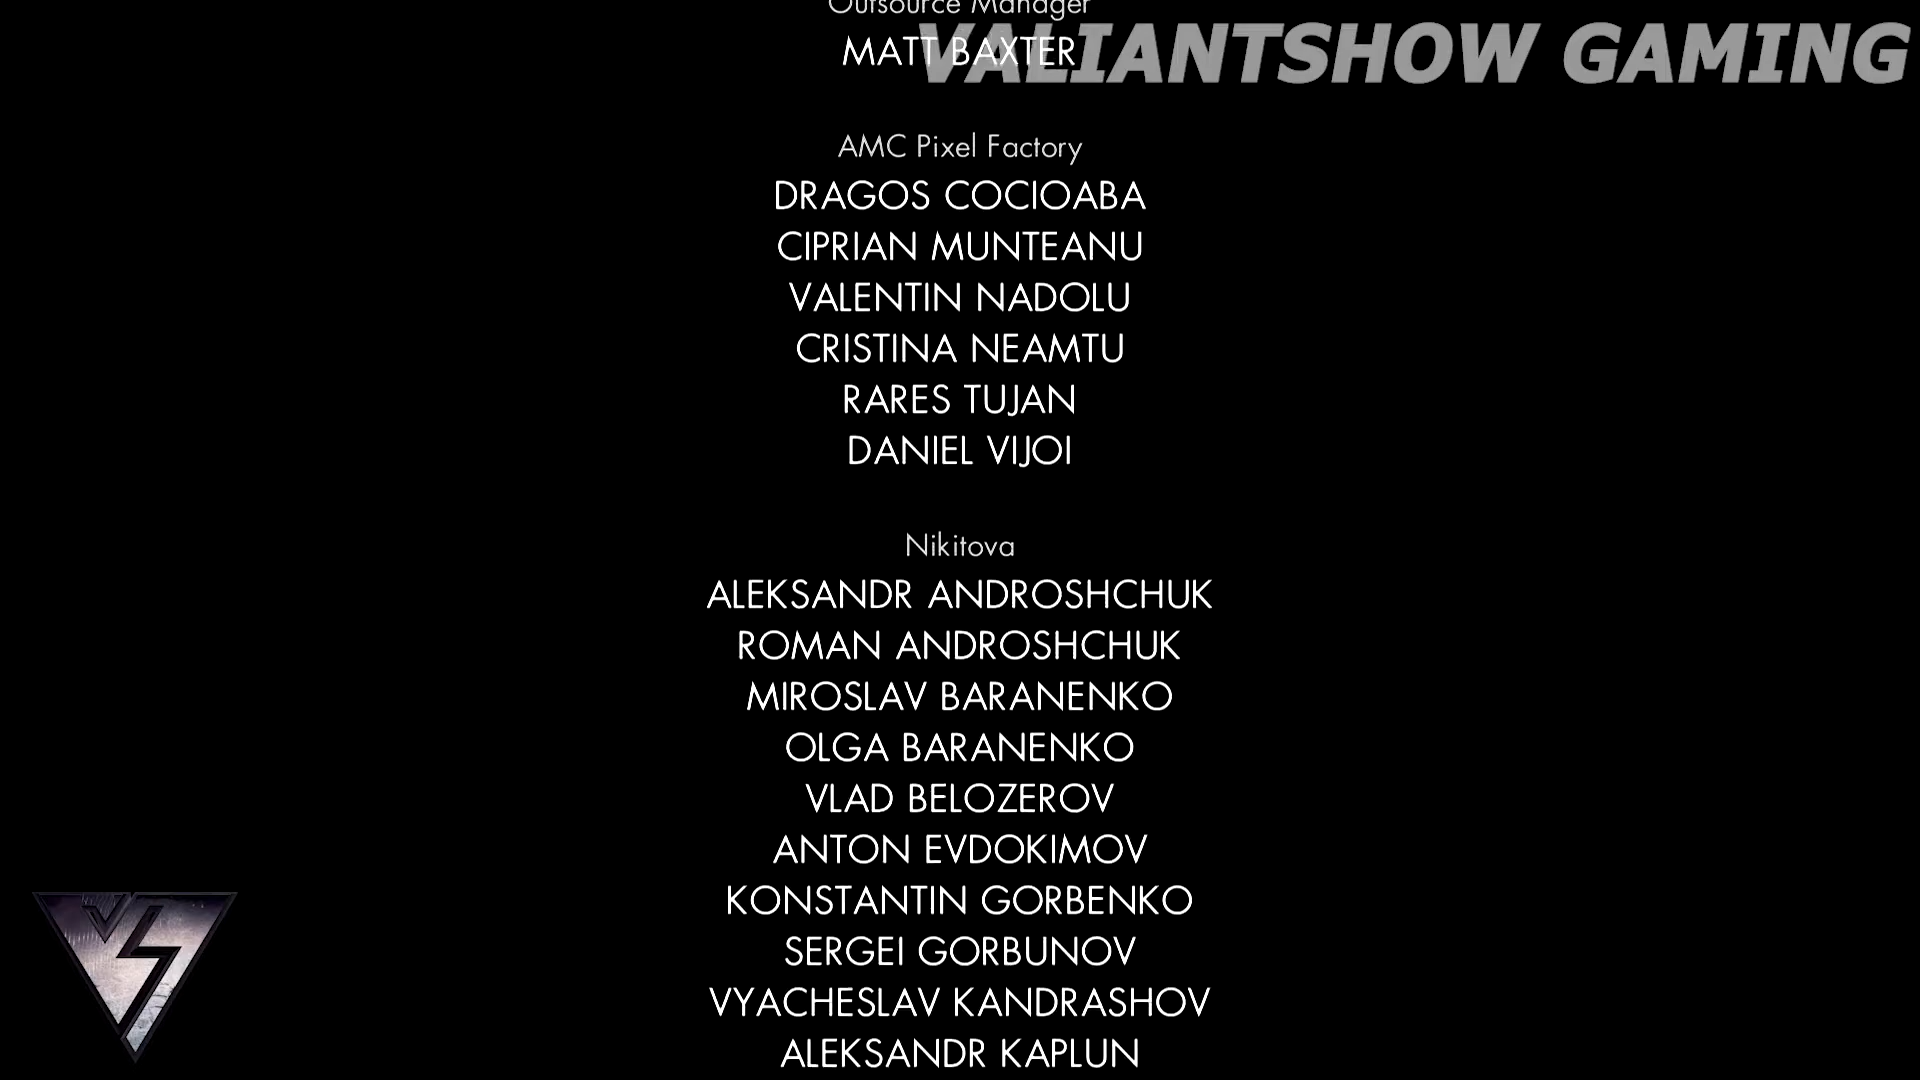 Outsource Manager
MATT BAXTER
VALIANTSHOW GAMING
AMC Pixel Factory
DRAGOS COCIOABA
CIPRIAN MUNTEANU
VALENTIN NADOLU
CRISTINA NEAMTU
RARES TUJAN
DANIEL VIJOI
Nikitova
ALEKSANDR ANDROSHCHUK
ROMAN ANDROSHCHUK
MIROSLAV BARANENKO
OLGA BARANENKO
VLAD BELOZEROV
ANTON EVDOKIMOV
KONSTANTIN GORBENKO
SERGEI GORBUNOV
VYACHESLAV KANDRASHOV
ALEKSANDR KAPLUN